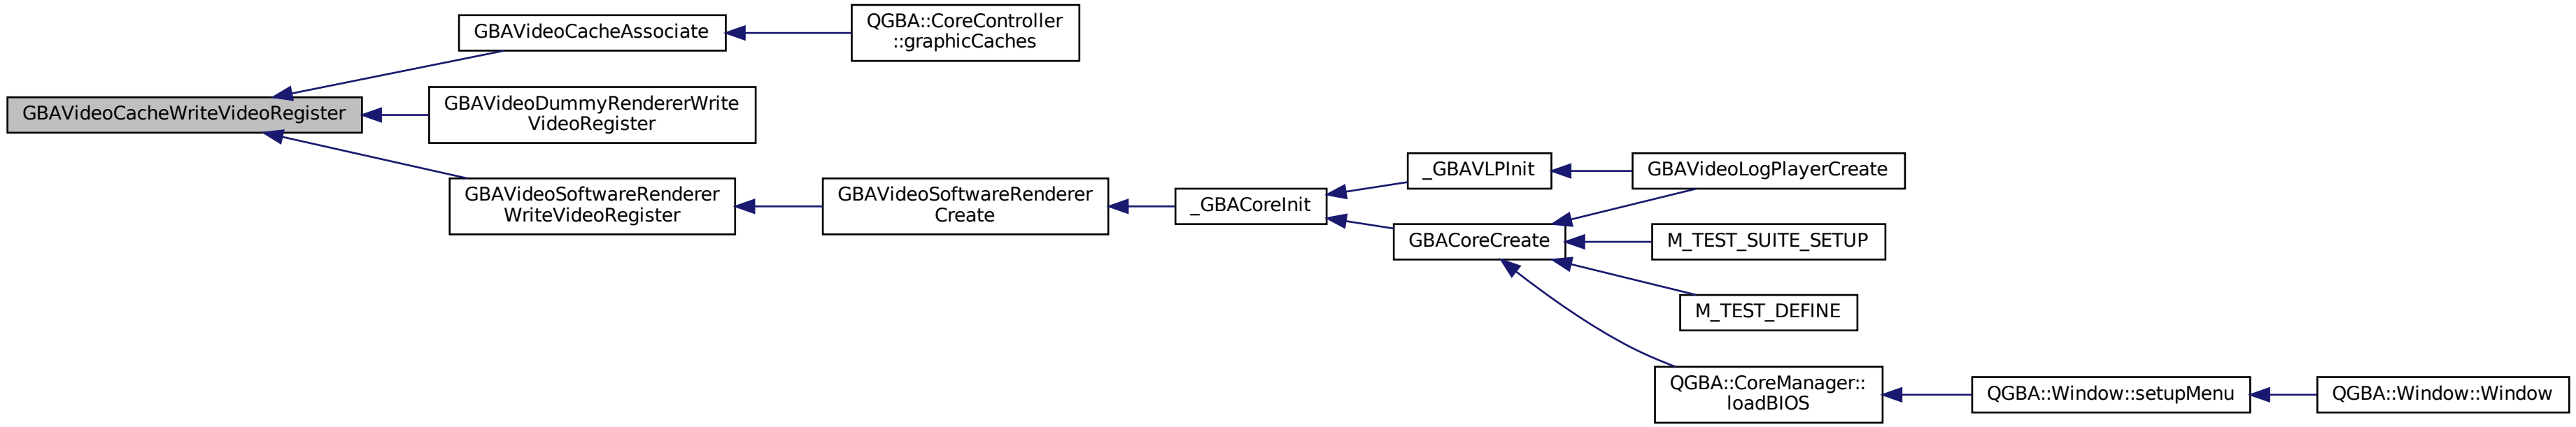 GBAVideoCacheAssociate
QGBA::CoreController
::graphicCaches
GBAVideoCacheWriteVideoRegister
GBAVideoDummyRendererWrite
VideoRegister
GBAVideoSoftwareRenderer
WriteVideoRegister
GBAVideoSoftwareRenderer
Create
_GBACoreInit
_GBAVLPInit
GBAVideoLogPlayerCreate
GBACoreCreate
M_TEST_SUITE_SETUP
M_TEST_DEFINE
QGBA::CoreManager::
loadBIOS
QGBA::Window::setupMenu
QGBA::Window::Window